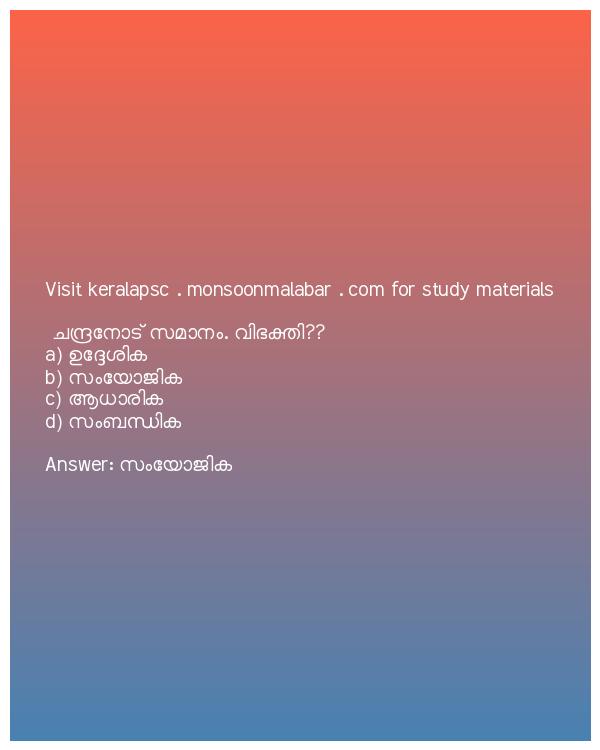 Visit keralapsc . monsoonmalabar . com for study materials
ചന്ദ്രനോട് സമാനം. വിഭക്തി??
a) ഉദ്ദേശിക
b) സംയോജിക
c) ആധാരിക
d) സംബന്ധിക
Answer: സംയോജിക